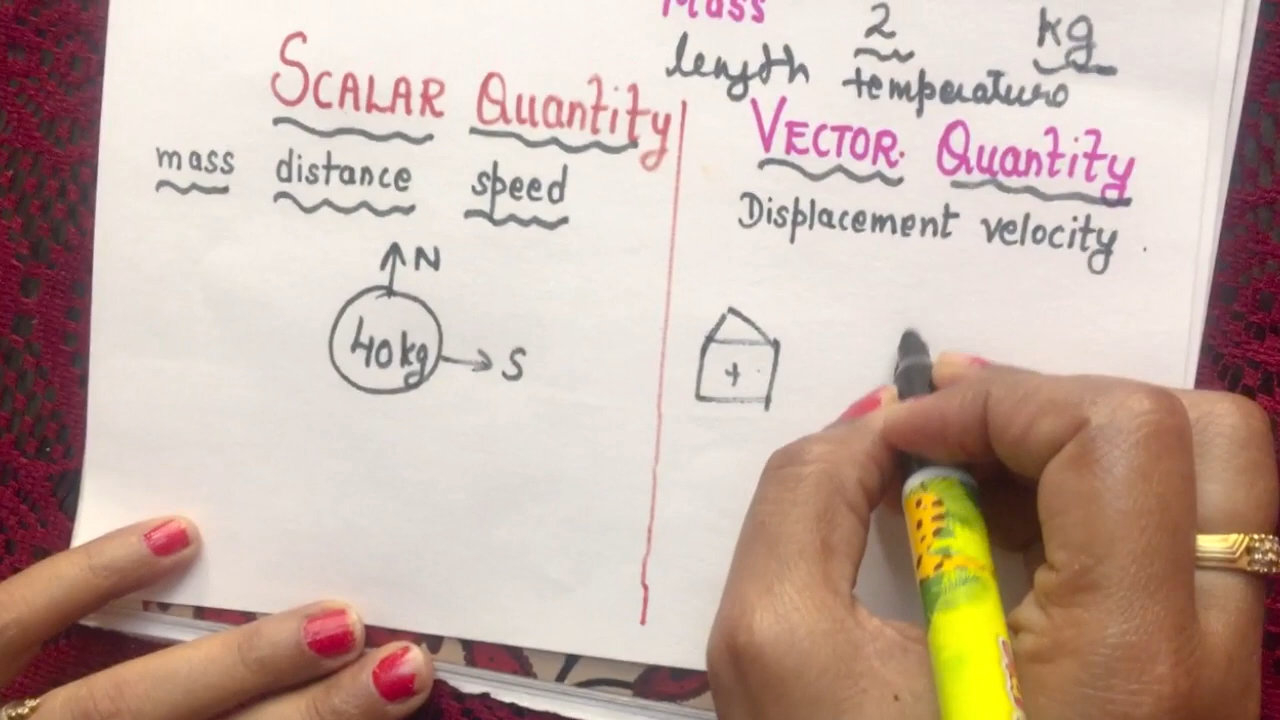 Mass 2 kg
length temperature
SCALAR Quantity
mass distance speed
N
40kg
S
VECTOR Quantity
Displacement velocity
+